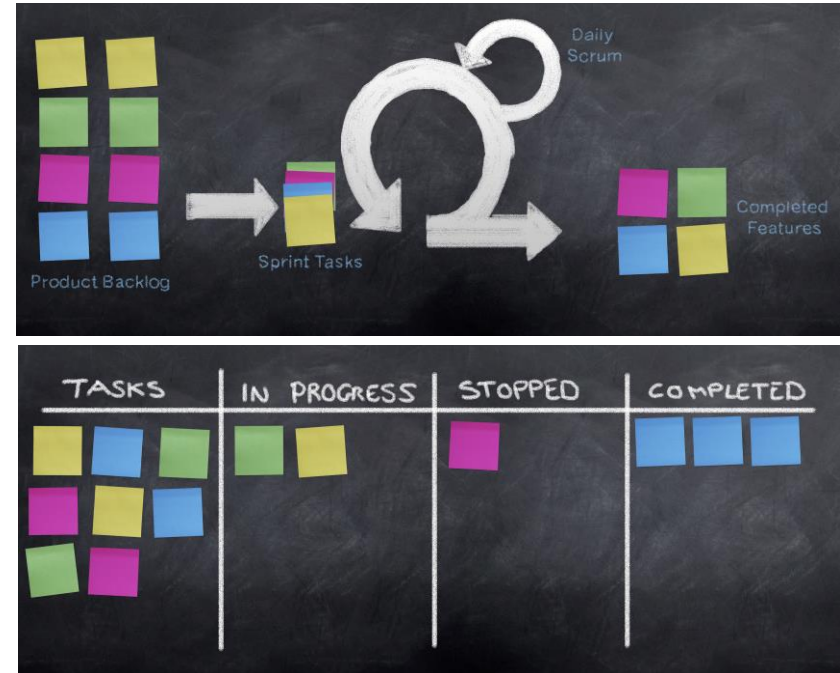 Daily
Scrum
Completed
Features
Sprint Tasks
Product Backlog
TASKS
IN PROGRESS
STOPPED
COMPLETED